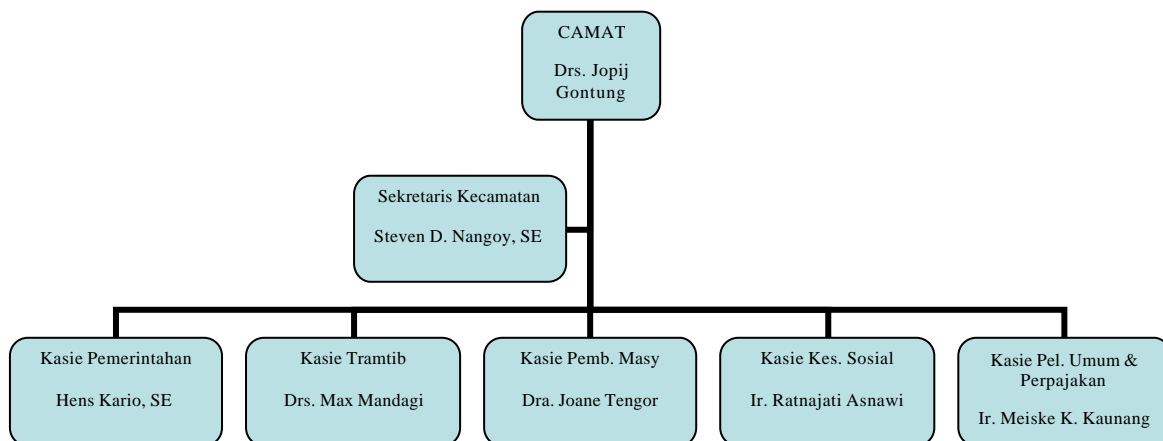 CAMAT
Drs. Jopij
Gontung
Sekretaris Kecamatan
Steven D. Nangoy, SE
Kasie Pemerintahan
Hens Kario, SE
Kasie Tramtib
Drs. Max Mandagi
Kasie Pemb. Masy
Dra. Joane Tengor
Kasie Kes. Sosial
Ir. Ratnajati Asnawi
Kasie Pel. Umum &
Perpajakan
Ir. Meiske K. Kaunang